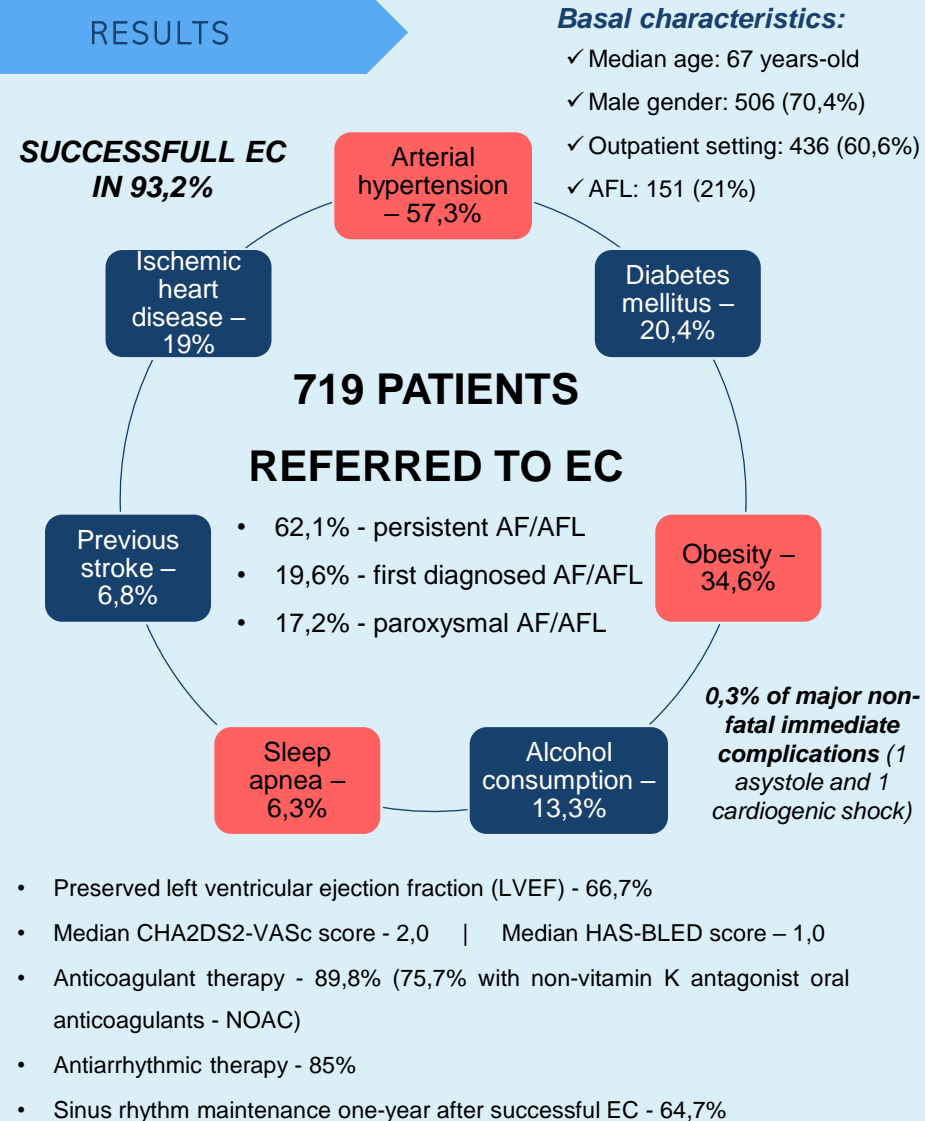 RESULTS
Basal characteristics:
✓ Median age: 67 years-old
✓ Male gender: 506 (70,4%)
✓ Outpatient setting: 436 (60,6%)
✓ AFL: 151 (21%)
SUCCESSFULL EC
IN 93,2%
Arterial
hypertension
– 57,3%
Ischemic
heart
disease –
19%
Diabetes
mellitus –
20,4%
719 PATIENTS
REFERRED TO EC
• 62,1% - persistent AF/AFL
• 19,6% - first diagnosed AF/AFL
• 17,2% - paroxysmal AF/AFL
Previous
stroke –
6,8%
Obesity –
34,6%
Sleep
apnea –
6,3%
Alcohol
consumption –
13,3%
0,3% of major non-
fatal immediate
complications (1
asystole and 1
cardiogenic shock)
• Preserved left ventricular ejection fraction (LVEF) - 66,7%
• Median CHA2DS2-VASc score - 2,0 | Median HAS-BLED score – 1,0
• Anticoagulant therapy - 89,8% (75,7% with non-vitamin K antagonist oral
anticoagulants - NOAC)
• Antiarrhythmic therapy - 85%
• Sinus rhythm maintenance one-year after successful EC - 64,7%